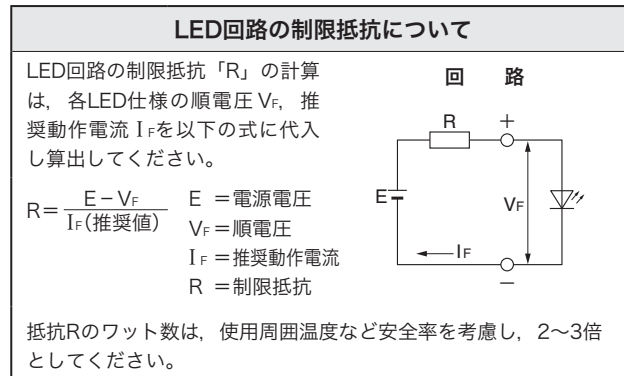 LED回路の制限抵抗について
LED回路の制限抵抗「R」の計算
は，各LED仕様の順電圧 VF，推
奨動作電流 IFを以下の式に代入
し算出してください。
R＝E－VF／IF(推奨値)
E ＝電源電圧
VF＝順電圧
IF＝推奨動作電流
R ＝制限抵抗
回 路
R
＋
E
VF
IF
－
抵抗Rのワット数は，使用周囲温度など安全率を考慮し，2〜3倍
としてください。